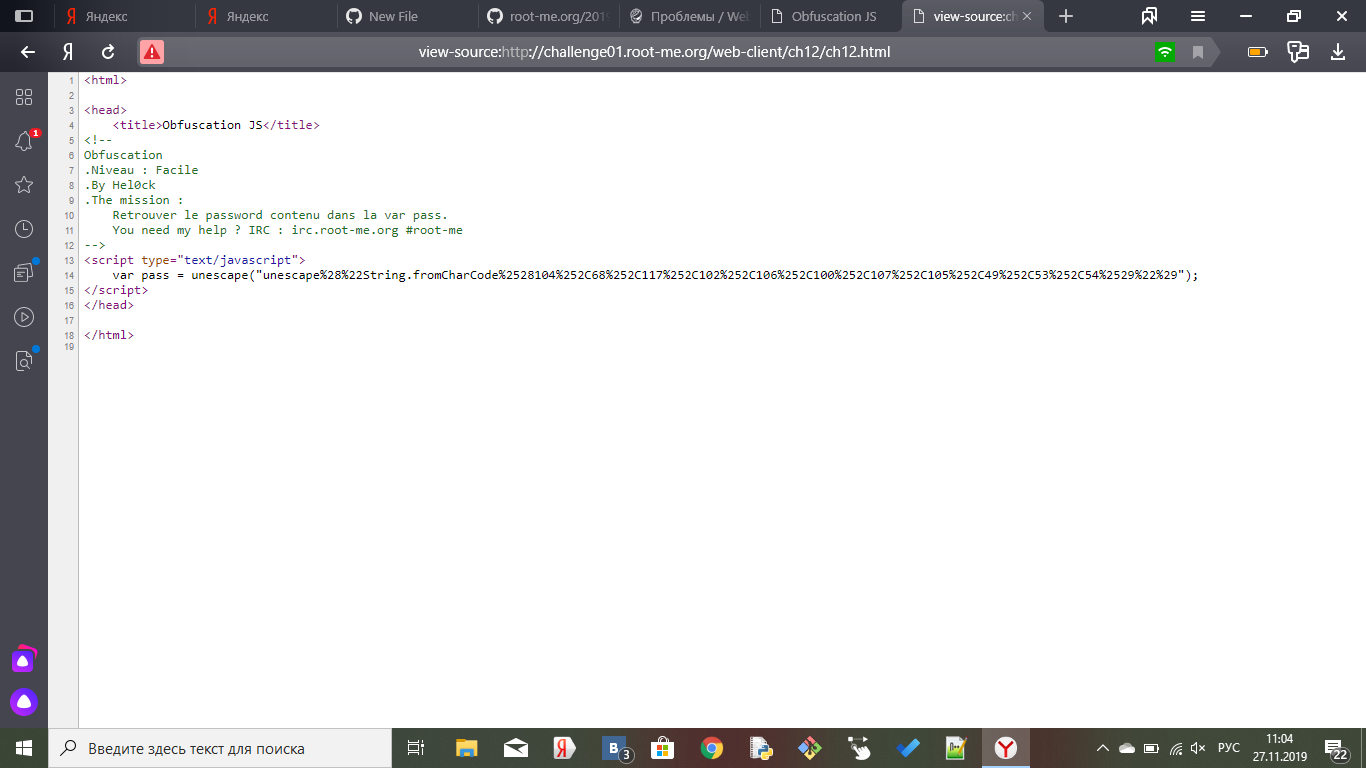 Яндекс
Яндекс
New File
root-me.org/2019
Проблемы / Web
Obfuscation JS
view-source:ch
view-source:http://challenge01.root-me.org/web-client/ch12/ch12.html
1
1 <html>
2
3 <head>
4 <title>Obfuscation JS</title>
5 <!--
6 Obfuscation
7 .Niveau : Facile
8 .By Hel0ck
9 .The mission :
10 Retrouver le password contenu dans la var pass.
11 You need my help ? IRC : irc.root-me.org #root-me
12 -->
13 <script type="text/javascript">
14 var pass = unescape("unescape%28%22String.fromCharCode%2528104%252C68%252C117%252C102%252C106%252C100%252C107%252C105%252C49%252C53%252C54%2529%22%29");
15 </script>
16 </head>
17
18 </html>
19
Введите здесь текст для поиска
3
РУС
11:04
27.11.2019
22